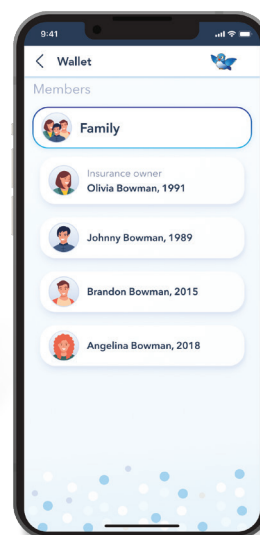 9:41
Wallet
Members
Family
Insurance owner
Olivia Bowman, 1991
Johnny Bowman, 1989
Brandon Bowman, 2015
Angelina Bowman, 2018